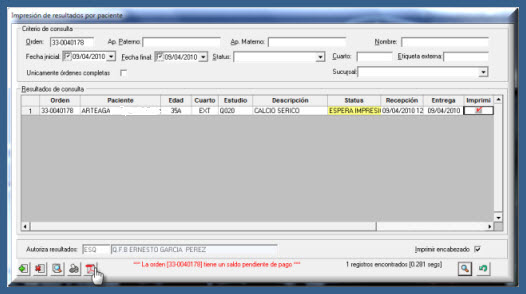 Impresión de resultados por paciente
Criterio de consulta
Orden: 33-0040178 Ap. Paterno: Ap. Materno: Nombre:
Fecha inicial: 09/04/2010 Fecha final: 09/04/2010 Status: Cuarto: Etiqueta externa:
Unicamente órdenes completas Sucursal:
Resultados de consulta
Orden Paciente Edad Cuarto Estudio Descripción Status Recepción Entrega Imprimi
1 33-0040178 ARTEAGA 35A EXT Q020 CALCIO SERICO ESPERA IMPRESI 09/04/2010 12 09/04/2010
Autoriza resultados: ESQ Q.F.B ERNESTO GARCIA PEREZ Imprimir encabezado
*** La orden [33-0040178] tiene un saldo pendiente de pago *** 1 registros encontrados [0.281 segs]